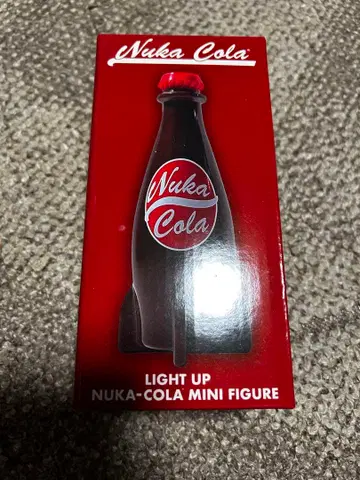 Nuka Cola
Nuka
Cola
LIGHT UP
NUKA-COLA MINI FIGURE